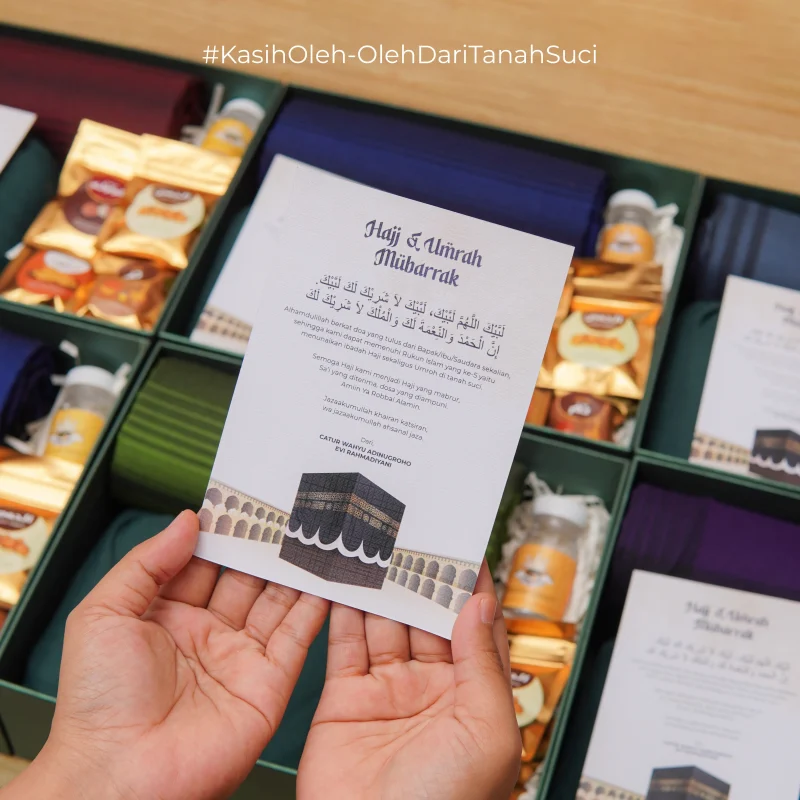 #KasihOleh-OlehDariTanahSuci
Hajj & Umrah
Mubarrak
لَبَّيْكَ اللَّهُمَّ لَبَّيْكَ، لَبَّيْكَ لاَ شَرِيْكَ لَكَ لَبَّيْكَ.
إِنَّ الْحَمْدَ وَالنِّعْمَةَ لَكَ وَالْمُلْكَ لاَ شَرِيْكَ لَكَ
Alhamdulillah berkat doa yang tulus dari Bapak/Ibu/Saudara sekalian,
sehingga kami dapat memenuhi Rukun Islam yang ke-5 yaitu
menunaikan ibadah Haji sekaligus Umroh di tanah suci.
Semoga Haji kami menjadi Haji yang mabrur,
Sa'i yang diterima, dosa yang diampuni.
Amiin Ya Robbal Alamin.
Jazaakumullah khairan katsiran,
wa jazaakumullah ahsanal jaza.
Dari,
CATUR WAHYU ADINUGROHO
EVI RAHMADIYANI
Hajj & Umrah
Mubarrak